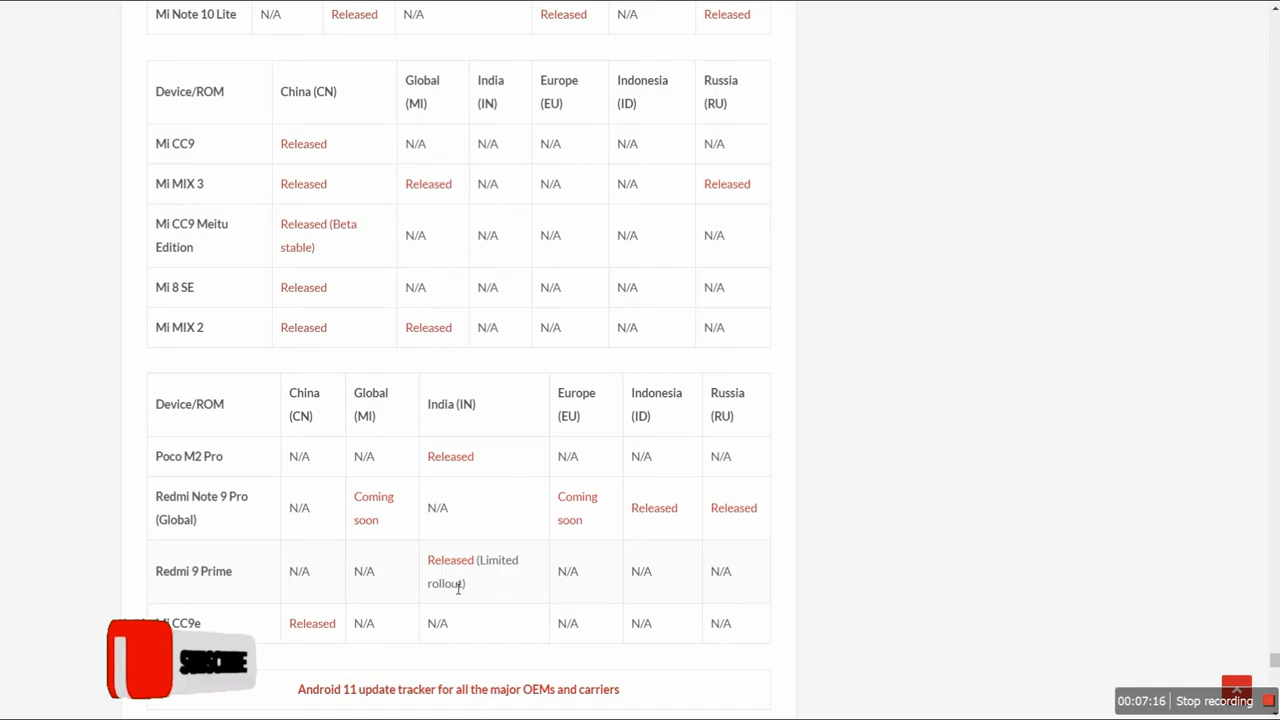 Mi Note 10 Lite N/A Released N/A Released N/A Released
Device/ROM China (CN) Global (MI) India (IN) Europe (EU) Indonesia (ID) Russia (RU)
Mi CC9 Released N/A N/A N/A N/A N/A
Mi MIX 3 Released Released N/A N/A N/A Released
Mi CC9 Meitu Edition Released (Beta stable) N/A N/A N/A N/A N/A
Mi 8 SE Released N/A N/A N/A N/A N/A
Mi MIX 2 Released Released N/A N/A N/A N/A
Device/ROM China (CN) Global (MI) India (IN) Europe (EU) Indonesia (ID) Russia (RU)
Poco M2 Pro N/A N/A Released N/A N/A N/A
Redmi Note 9 Pro (Global) N/A Coming soon N/A Coming soon Released Released
Redmi 9 Prime N/A N/A Released (Limited rollout) N/A N/A N/A
CC9e Released N/A N/A N/A N/A N/A
SUBSCRIBE
Android 11 update tracker for all the major OEMs and carriers
00:07:16 Stop recording